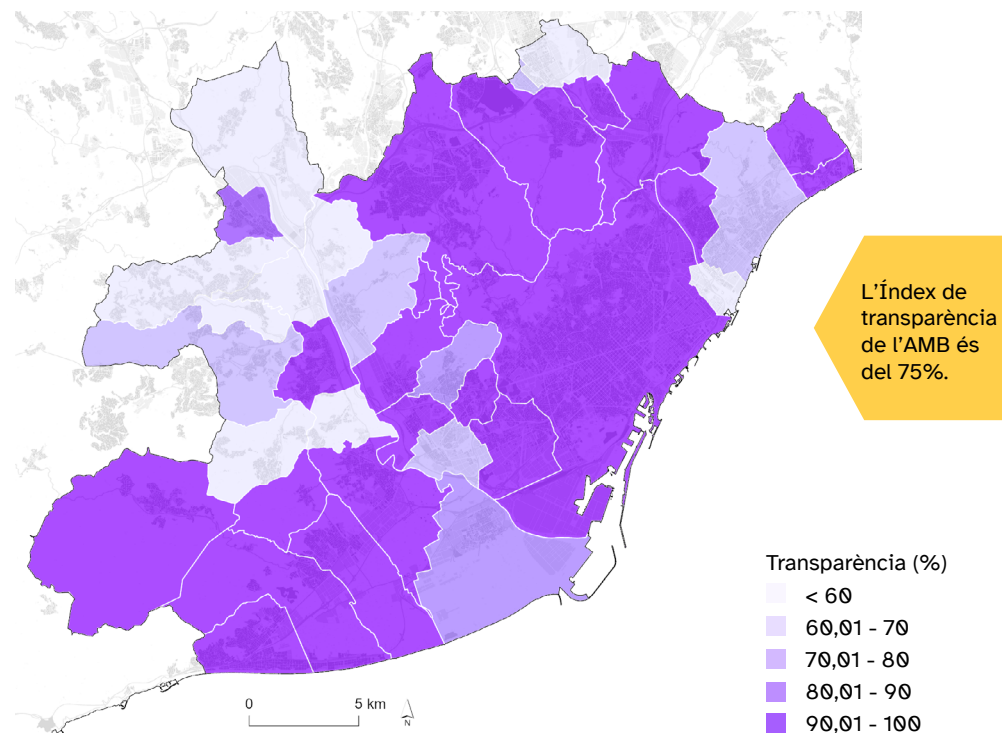 L'Índex de
transparència
de l'AMB és
del 75%.
Transparència (%)
< 60
60,01 - 70
70,01 - 80
80,01 - 90
90,01 - 100
0 5 km
N